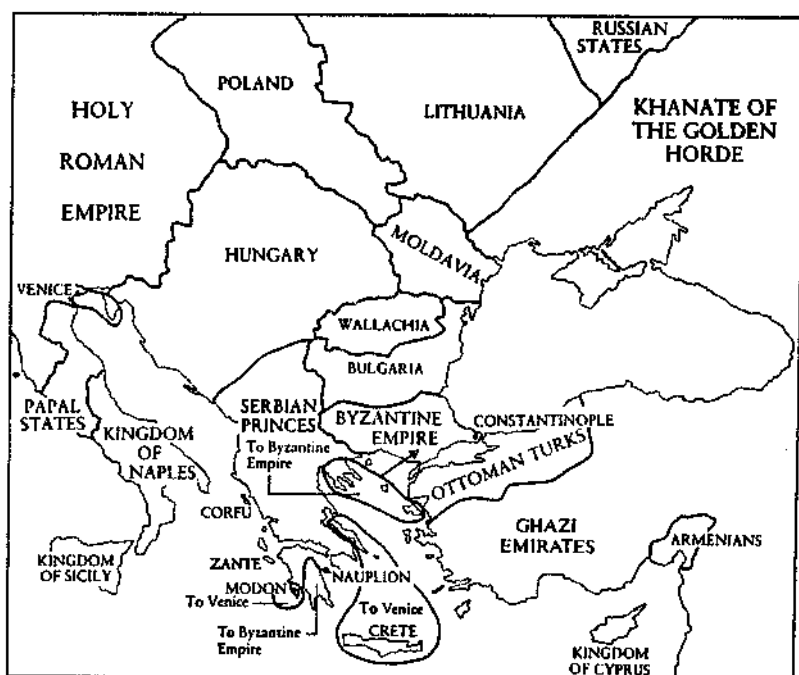 RUSSIAN
STATES
POLAND
HOLY
ROMAN
EMPIRE
LITHUANIA
KHANATE OF
THE GOLDEN
HORDE
HUNGARY
MOLDAVIA
VENICE
WALLACHIA
BULGARIA
PAPAL
STATES
KINGDOM
OF
NAPLES
SERBIAN
PRINCES
To Byzantine
Empire
BYZANTINE
EMPIRE
CONSTANTINOPLE
OTTOMAN TURKS
CORFU
GHAZI
EMIRATES
ARMENIANS
KINGDOM
OF SICILY
ZANTE
MODON
To Venice
NAUPLION
To Byzantine
Empire
To Venice
CRETE
KINGDOM
OF CYPRUS